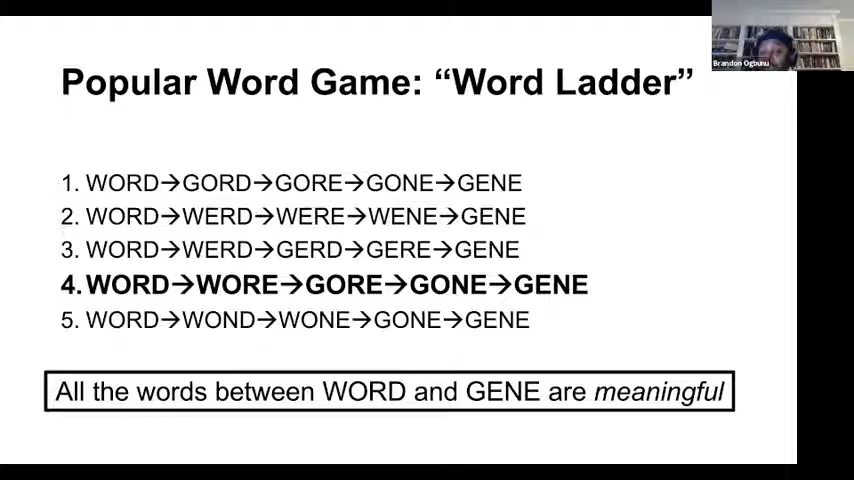 Popular Word Game: “Word Ladder”
Brandon Ogbunu
1. WORD→GORD→GORE→GONE→GENE
2. WORD→WERD→WERE→WENE→GENE
3. WORD→WERD→GERD→GERE→GENE
4. WORD→WORE→GORE→GONE→GENE
5. WORD→WOND→WONE→GONE→GENE
All the words between WORD and GENE are meaningful